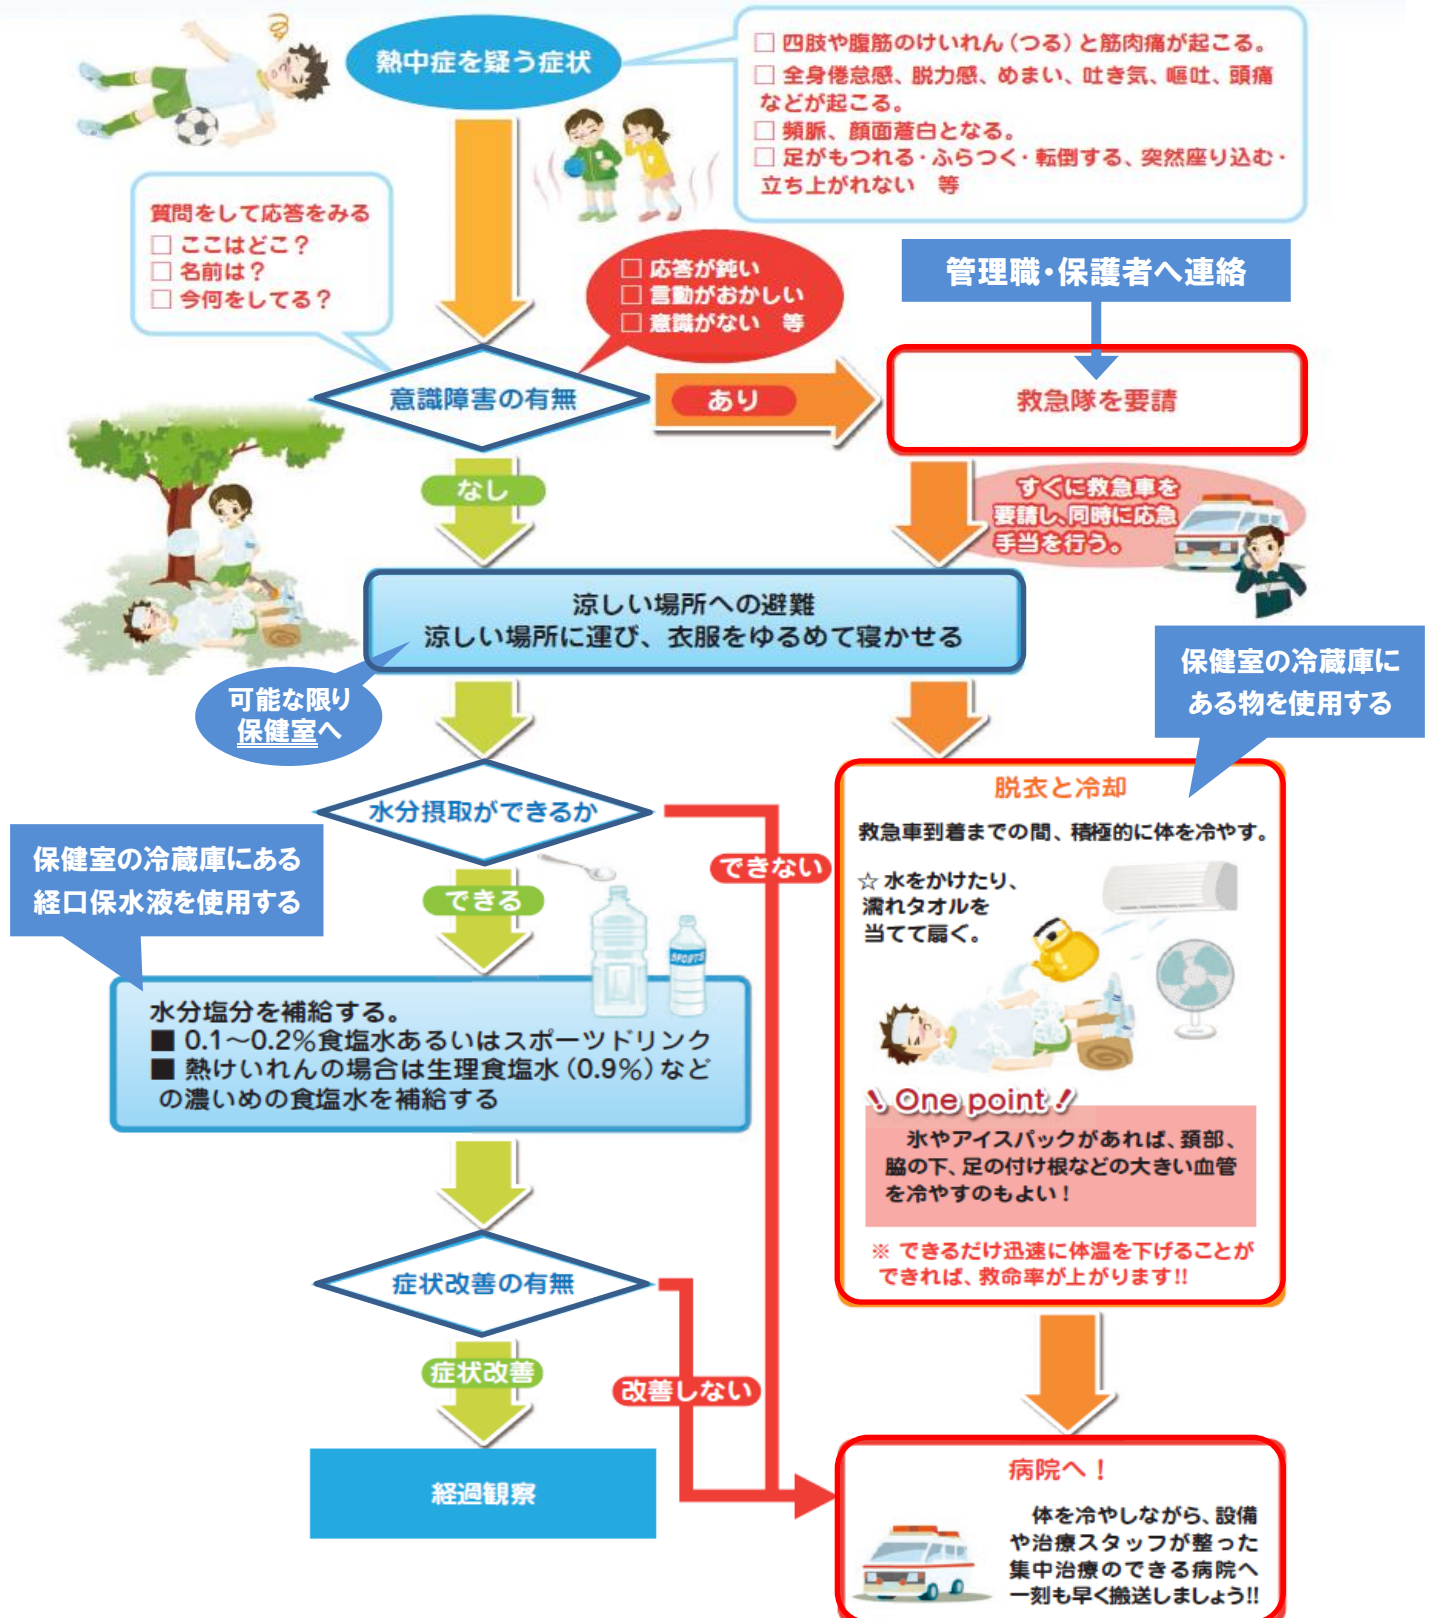 熱中症を疑う症状
□ 四肢や腹筋のけいれん（つる）と筋肉痛が起こる。
□ 全身倦怠感、脱力感、めまい、吐き気、嘔吐、頭痛
などが起こる。
□ 頻脈、顔面蒼白となる。
□ 足がもつれる・ふらつく・転倒する、突然座り込む・
立ち上がれない　等
質問をして応答をみる
□ ここはどこ？
□ 名前は？
□ 今何をしてる？
□ 応答が鈍い
□ 言動がおかしい
□ 意識がない　等
管理職・保護者へ連絡
意識障害の有無
あり
救急隊を要請
なし
すぐに救急車を
要請し、同時に応急
手当を行う。
涼しい場所への避難
涼しい場所に運び、衣服をゆるめて寝かせる
可能な限り
保健室へ
保健室の冷蔵庫に
ある物を使用する
水分摂取ができるか
できない
できる
保健室の冷蔵庫にある
経口保水液を使用する
SPORTS
水分塩分を補給する。
■ 0.1～0.2％食塩水あるいはスポーツドリンク
■ 熱けいれんの場合は生理食塩水（0.9％）など
の濃いめの食塩水を補給する
脱衣と冷却
救急車到着までの間、積極的に体を冷やす。
☆ 水をかけたり、
濡れタオルを
当てて扇ぐ。
One point！
氷やアイスパックがあれば、頚部、
脇の下、足の付け根などの大きい血管
を冷やすのもよい！
※ できるだけ迅速に体温を下げることが
できれば、救命率が上がります!!
症状改善の有無
症状改善
改善しない
経過観察
病院へ！
体を冷やしながら、設備
や治療スタッフが整った
集中治療のできる病院へ
一刻も早く搬送しましょう!!